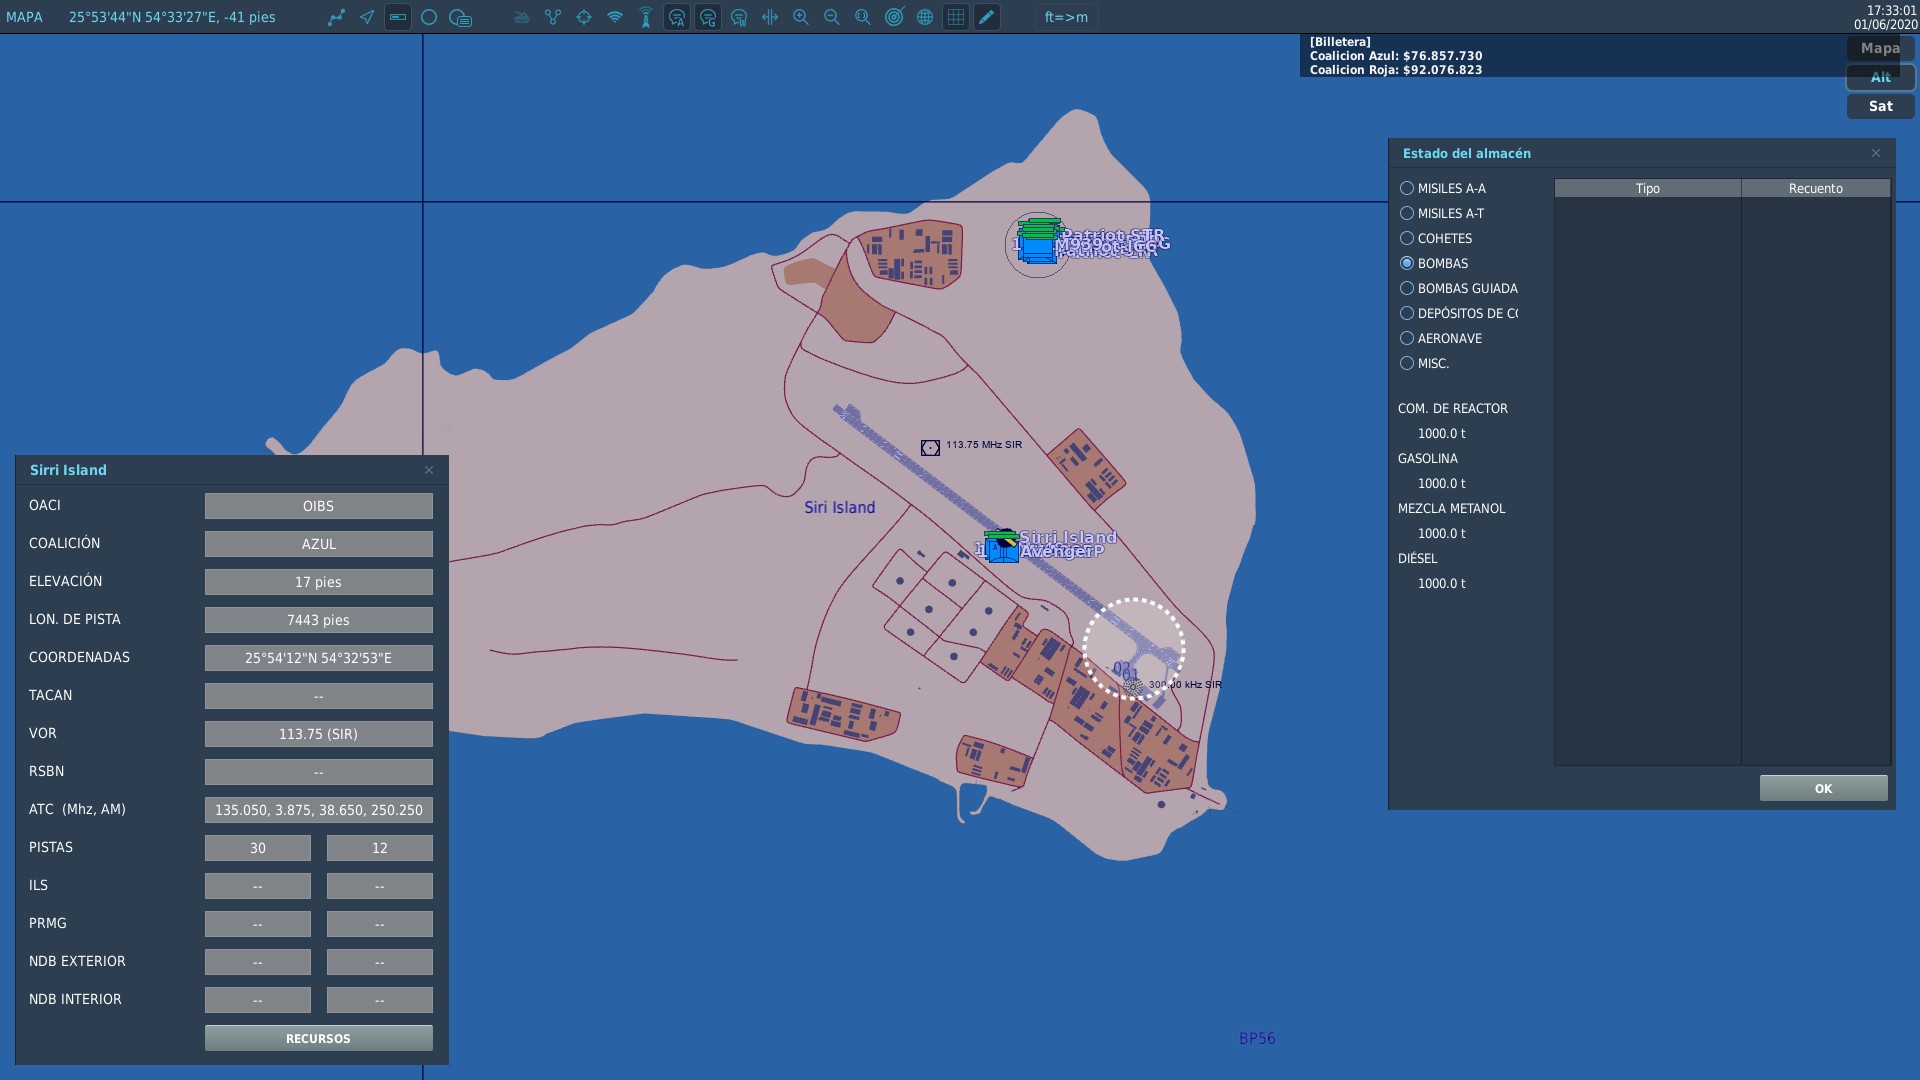 MAPA 25°53'44"N 54°33'27"E, -41 pies
ft=>m
17:33:01
01/06/2020
[Billetera]
Coalicion Azul: $76.857.730
Coalicion Roja: $92.076.823
Mapa
Alt
Sat
Patriot STR
113.75 MHz SIR
Siri Island
Sirri Island
Avenger
300.00 kHz SIR
BP56
Sirri Island
OACI OIBS
COALICIÓN AZUL
ELEVACIÓN 17 pies
LON. DE PISTA 7443 pies
COORDENADAS 25°54'12"N 54°32'53"E
TACAN --
VOR 113.75 (SIR)
RSBN --
ATC (Mhz, AM) 135.050, 3.875, 38.650, 250.250
PISTAS 30 12
ILS -- --
PRMG -- --
NDB EXTERIOR -- --
NDB INTERIOR -- --
RECURSOS
Estado del almacén
Tipo Recuento
MISILES A-A
MISILES A-T
COHETES
BOMBAS
BOMBAS GUIADA
DEPÓSITOS DE CO
AERONAVE
MISC.
COM. DE REACTOR
1000.0 t
GASOLINA
1000.0 t
MEZCLA METANOL
1000.0 t
DIÉSEL
1000.0 t
OK